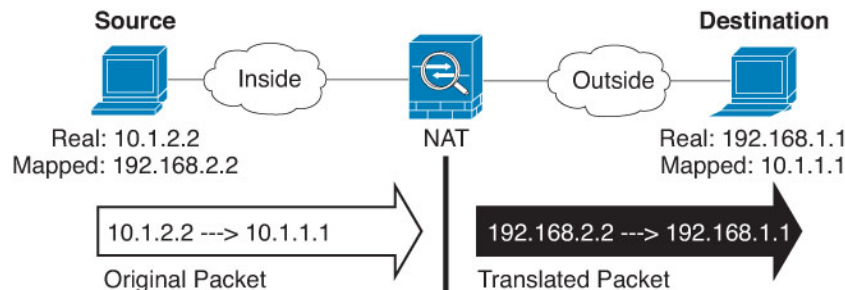 Source
Destination
Inside
Outside
Real: 10.1.2.2
Mapped: 192.168.2.2
NAT
Real: 192.168.1.1
Mapped: 10.1.1.1
10.1.2.2 ---> 10.1.1.1
192.168.2.2 ---> 192.168.1.1
Original Packet
Translated Packet